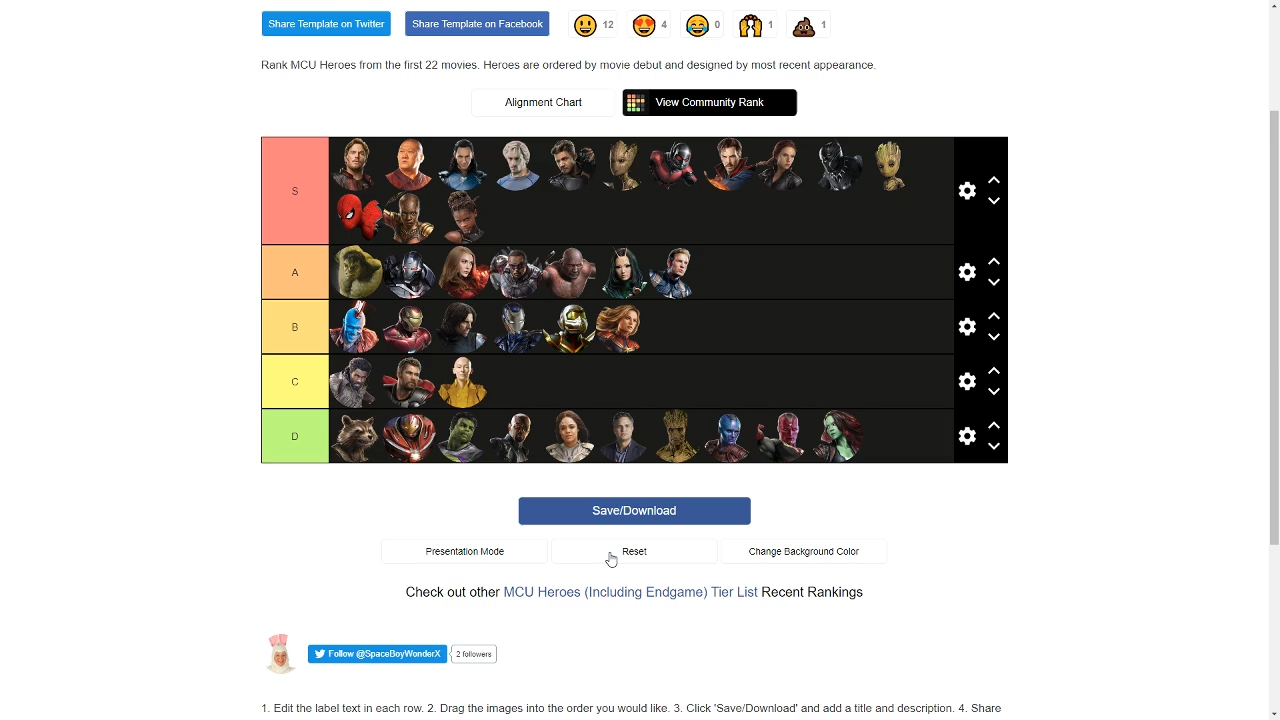 Share Template on Twitter
Share Template on Facebook
12
4
0
1
1
Rank MCU Heroes from the first 22 movies. Heroes are ordered by movie debut and designed by most recent appearance.
Alignment Chart
View Community Rank
S
A
B
C
D
Save/Download
Presentation Mode
Reset
Change Background Color
Check out other MCU Heroes (Including Endgame) Tier List Recent Rankings
Follow @SpaceBoyWonderX
2 followers
1. Edit the label text in each row. 2. Drag the images into the order you would like. 3. Click 'Save/Download' and add a title and description. 4. Share